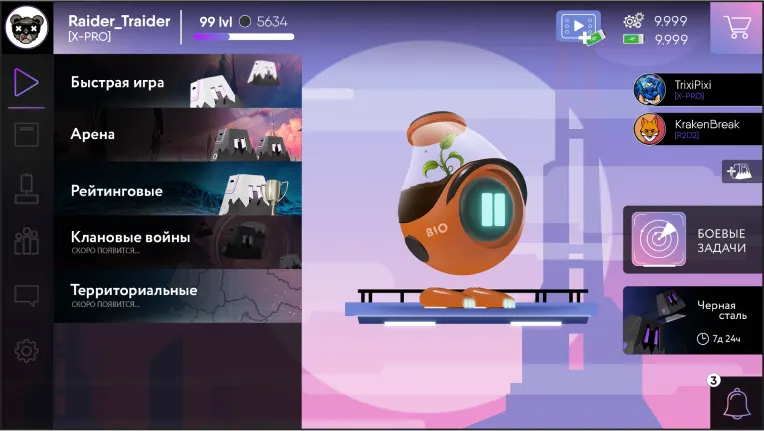 Raider_Traider
[X-PRO]
99 lvl 5634
9.999
9.999
Быстрая игра
Арена
Рейтинговые
Клановые войны
СКОРО ПОЯВИТСЯ...
Территориальные
СКОРО ПОЯВИТСЯ...
BIO
TrixiPixi
[X-PRO]
KrakenBreak
[R2D2]
БОЕВЫЕ
ЗАДАЧИ
Черная
сталь
7д 24ч
3